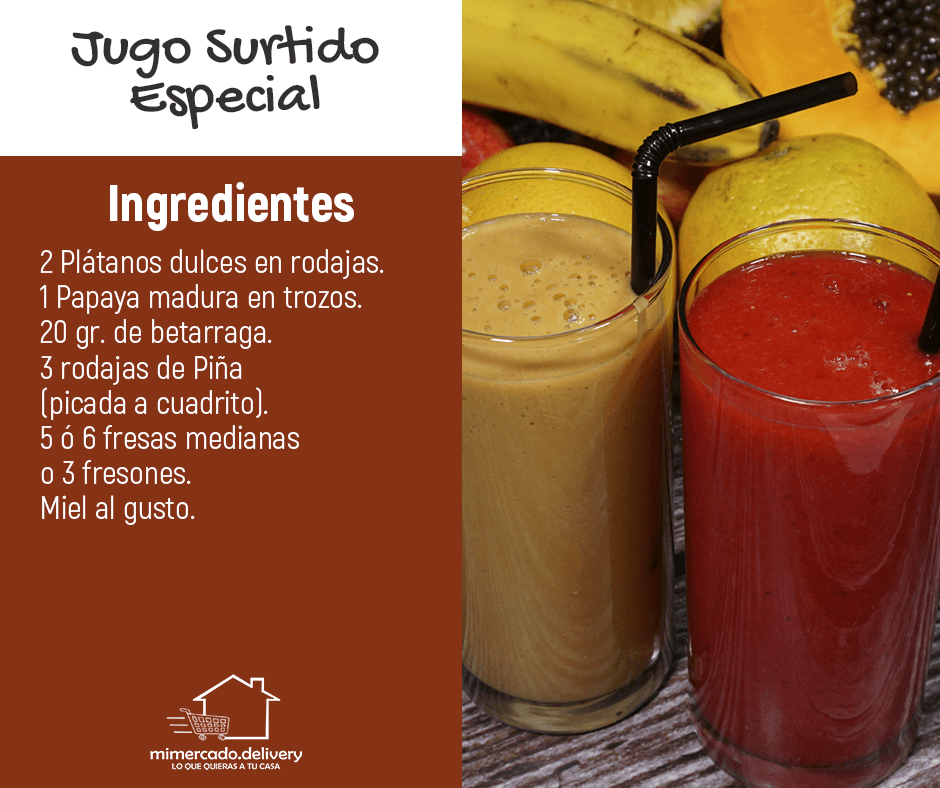 Jugo Surtido
Especial
Ingredientes
2 Plátanos dulces en rodajas.
1 Papaya madura en trozos.
20 gr. de betarraga.
3 rodajas de Piña
(picada a cuadrito).
5 ó 6 fresas medianas
o 3 fresones.
Miel al gusto.
mimercado.delivery
LO QUE QUIERAS A TU CASA